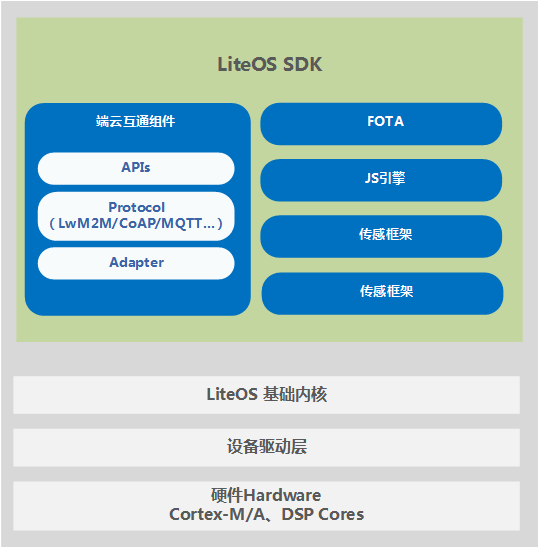 LiteOS SDK
端云互通组件
APIs
Protocol
（LwM2M/CoAP/MQTT...）
Adapter
FOTA
JS引擎
传感框架
传感框架
LiteOS 基础内核
设备驱动层
硬件Hardware
Cortex-M/A、DSP Cores